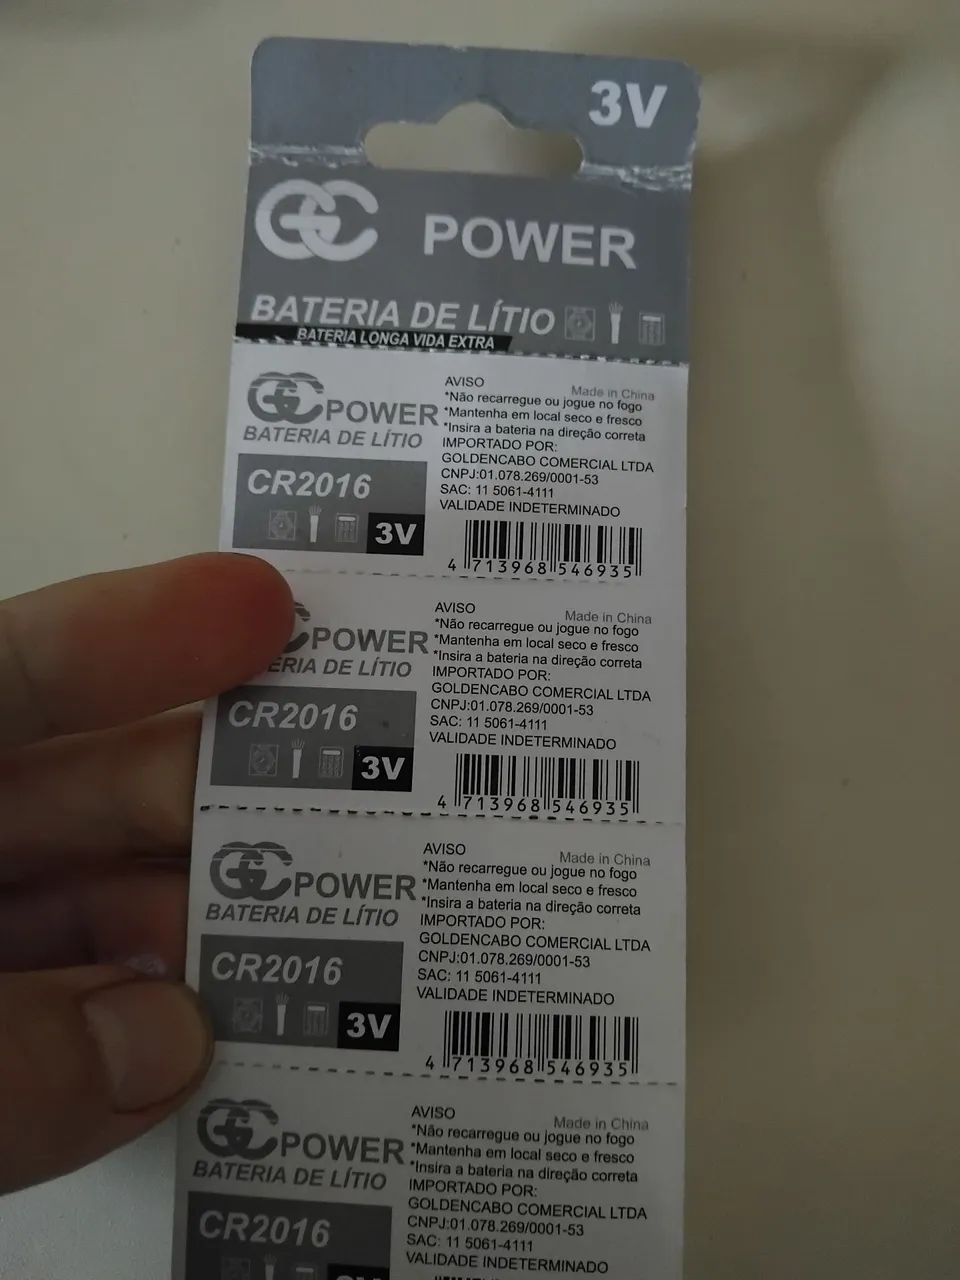 3V
GC POWER
BATERIA DE LÍTIO
BATERIA LONGA VIDA EXTRA
GC POWER
BATERIA DE LÍTIO
CR2016
3V
AVISO
Made in China
*Não recarregue ou jogue no fogo
*Mantenha em local seco e fresco
*Insira a bateria na direção correta
IMPORTADO POR:
GOLDENCABO COMERCIAL LTDA
CNPJ:01.078.269/0001-53
SAC: 11 5061-4111
VALIDADE INDETERMINADO
4 713968 546935
POWER
ERIA DE LÍTIO
CR2016
3V
AVISO
Made in China
*Não recarregue ou jogue no fogo
*Mantenha em local seco e fresco
*Insira a bateria na direção correta
IMPORTADO POR:
GOLDENCABO COMERCIAL LTDA
CNPJ:01.078.269/0001-53
SAC: 11 5061-4111
VALIDADE INDETERMINADO
4 713968 546935
GC POWER
BATERIA DE LÍTIO
CR2016
3V
AVISO
Made in China
*Não recarregue ou jogue no fogo
*Mantenha em local seco e fresco
*Insira a bateria na direção correta
IMPORTADO POR:
GOLDENCABO COMERCIAL LTDA
CNPJ:01.078.269/0001-53
SAC: 11 5061-4111
VALIDADE INDETERMINADO
4 713968 546935
GC POWER
BATERIA DE LÍTIO
CR2016
3V
AVISO
Made in China
*Não recarregue ou jogue no fogo
*Mantenha em local seco e fresco
*Insira a bateria na direção correta
IMPORTADO POR:
GOLDENCABO COMERCIAL LTDA
CNPJ:01.078.269/0001-53
SAC: 11 5061-4111
VALIDADE INDETERMINADO